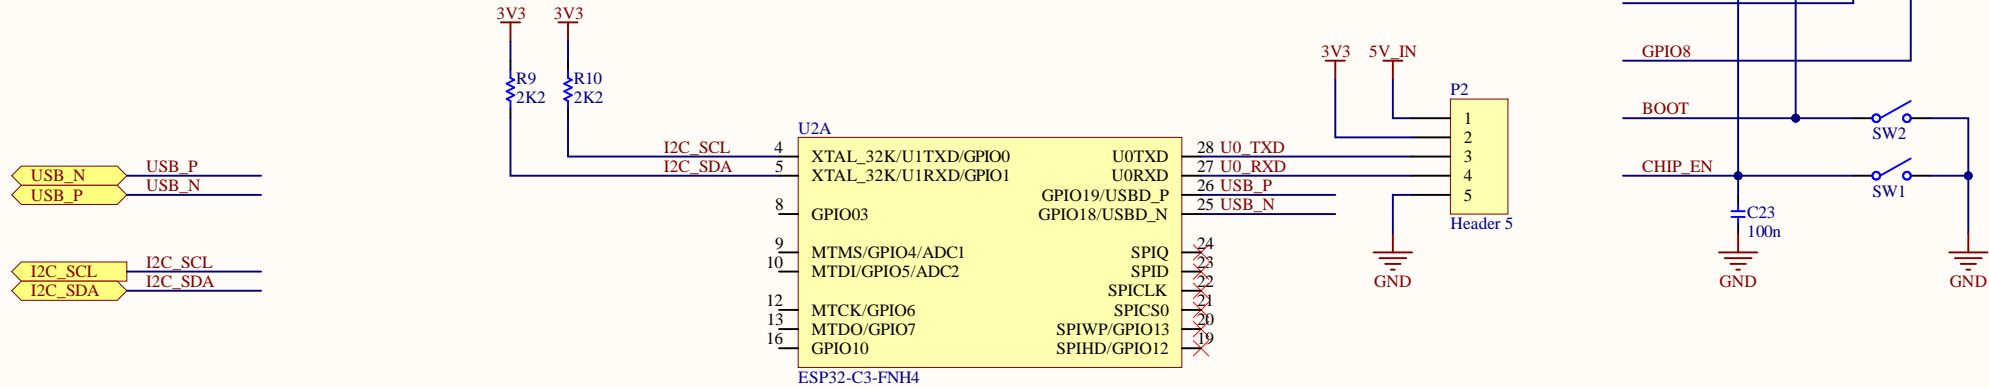 3V3
3V3
R9
2K2
R10
2K2
USB_N
USB_P
USB_P
USB_N
I2C_SCL
I2C_SCL
I2C_SDA
I2C_SDA
I2C_SCL
I2C_SDA
U2A
4
XTAL_32K/U1TXD/GPIO0
5
XTAL_32K/U1RXD/GPIO1
8
GPIO03
9
MTMS/GPIO4/ADC1
10
MTDI/GPIO5/ADC2
12
MTCK/GPIO6
13
MTDO/GPIO7
16
GPIO10
U0TXD
28
U0_TXD
U0RXD
27
U0_RXD
GPIO19/USBD_P
26
USB_P
GPIO18/USBD_N
25
USB_N
SPIQ
24
SPID
23
SPICLK
22
SPICS0
21
SPIWP/GPIO13
20
SPIHD/GPIO12
19
ESP32-C3-FNH4
3V3
5V_IN
P2
1
2
3
4
5
Header 5
GND
GPIO8
BOOT
SW2
CHIP_EN
SW1
C23
100n
GND
GND